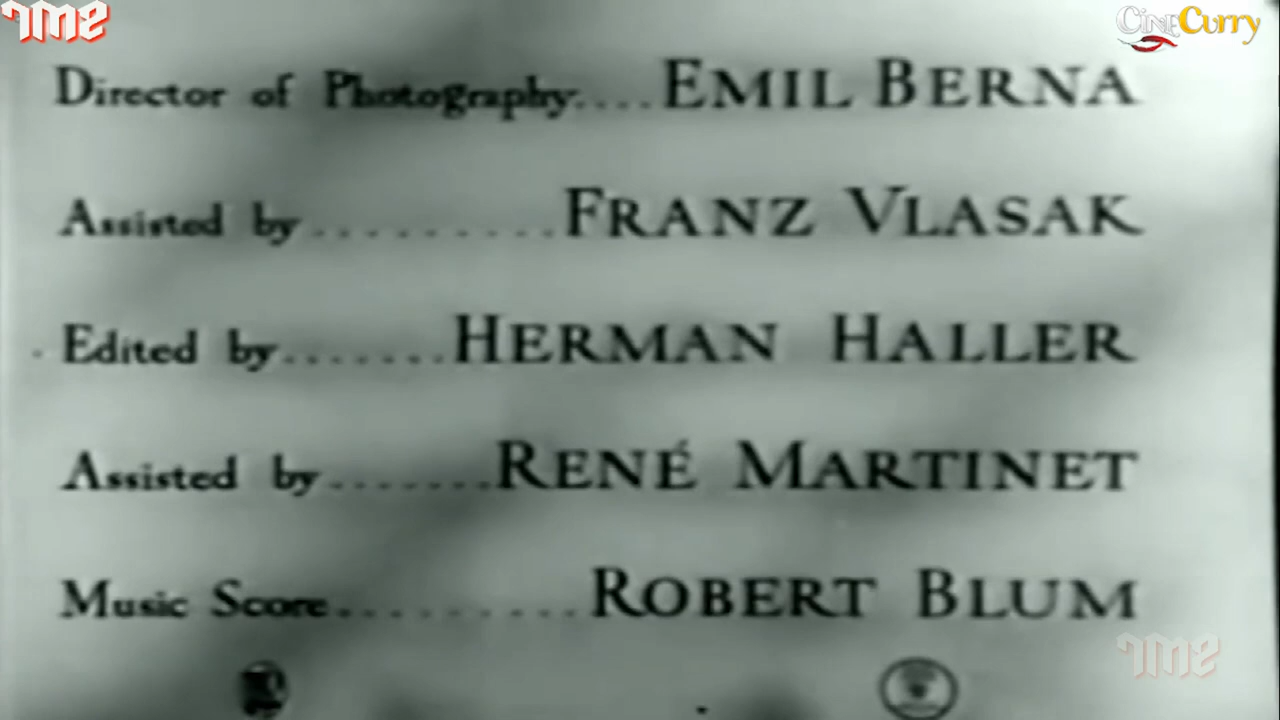 CINECURRY
Director of Photography....EMIL BERNA
Assisted by..........FRANZ VLASAK
Edited by.......HERMAN HALLER
Assisted by.......RENÉ MARTINET
Music Score..........ROBERT BLUM